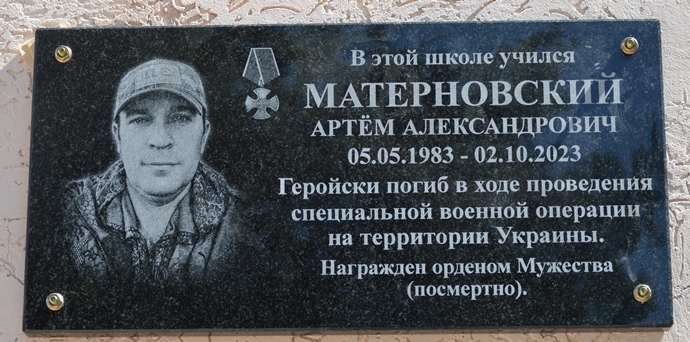 В этой школе учился
МАТЕРНОВСКИЙ
АРТЁМ АЛЕКСАНДРОВИЧ
05.05.1983 - 02.10.2023
Геройски погиб в ходе проведения
специальной военной операции
на территории Украины.
Награжден орденом Мужества
(посмертно).